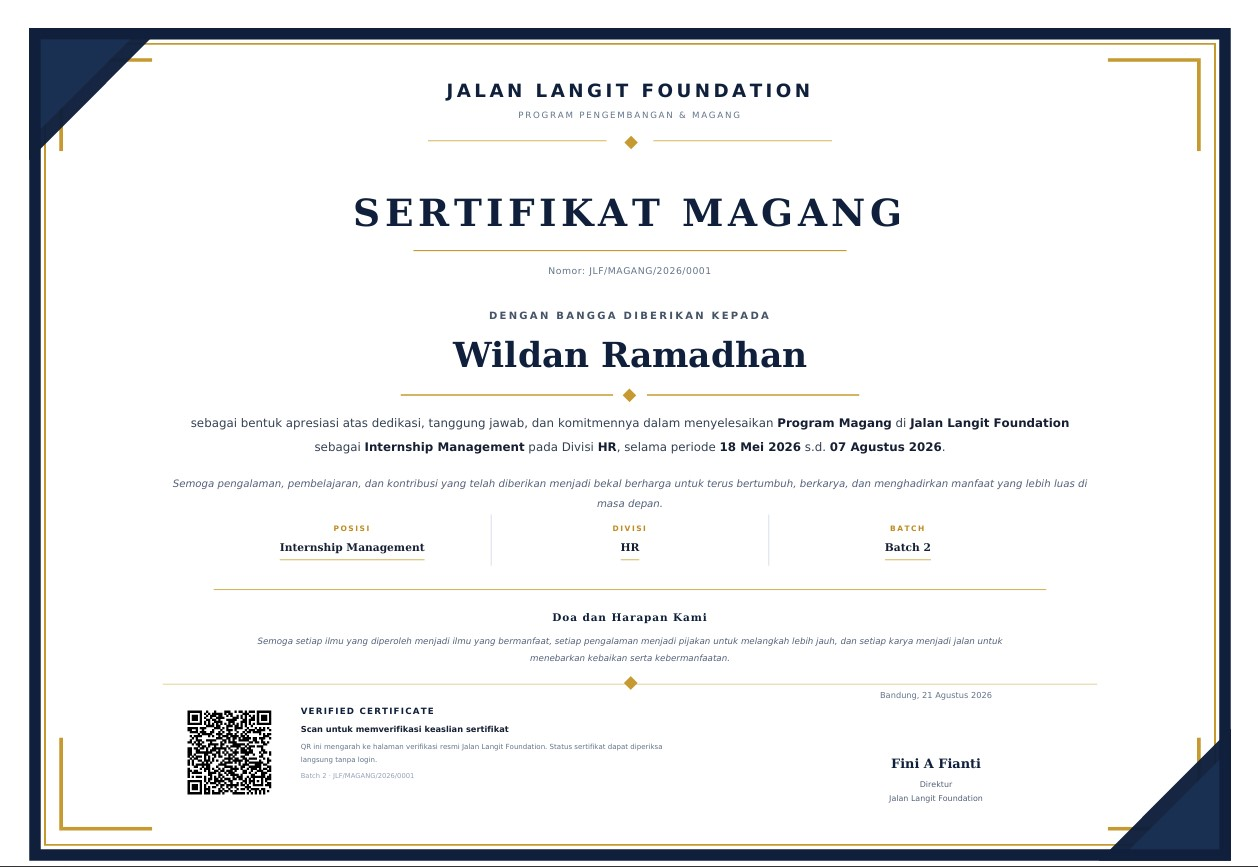 JALAN LANGIT FOUNDATION
PROGRAM PENGEMBANGAN & MAGANG
SERTIFIKAT MAGANG
Nomor: JLF/MAGANG/2026/0001
DENGAN BANGGA DIBERIKAN KEPADA
Wildan Ramadhan
sebagai bentuk apresiasi atas dedikasi, tanggung jawab, dan komitmennya dalam menyelesaikan Program Magang di Jalan Langit Foundation
sebagai Internship Management pada Divisi HR, selama periode 18 Mei 2026 s.d. 07 Agustus 2026.
Semoga pengalaman, pembelajaran, dan kontribusi yang telah diberikan menjadi bekal berharga untuk terus bertumbuh, berkarya, dan menghadirkan manfaat yang lebih luas di
masa depan.
POSISI
Internship Management
DIVISI
HR
BATCH
Batch 2
Doa dan Harapan Kami
Semoga setiap ilmu yang diperoleh menjadi ilmu yang bermanfaat, setiap pengalaman menjadi pijakan untuk melangkah lebih jauh, dan setiap karya menjadi jalan untuk
menebarkan kebaikan serta kebermanfaatan.
VERIFIED CERTIFICATE
Scan untuk memverifikasi keaslian sertifikat
QR ini mengarah ke halaman verifikasi resmi Jalan Langit Foundation. Status sertifikat dapat diperiksa
langsung tanpa login.
Batch 2 · JLF/MAGANG/2026/0001
Bandung, 21 Agustus 2026
Fini A Fianti
Direktur
Jalan Langit Foundation